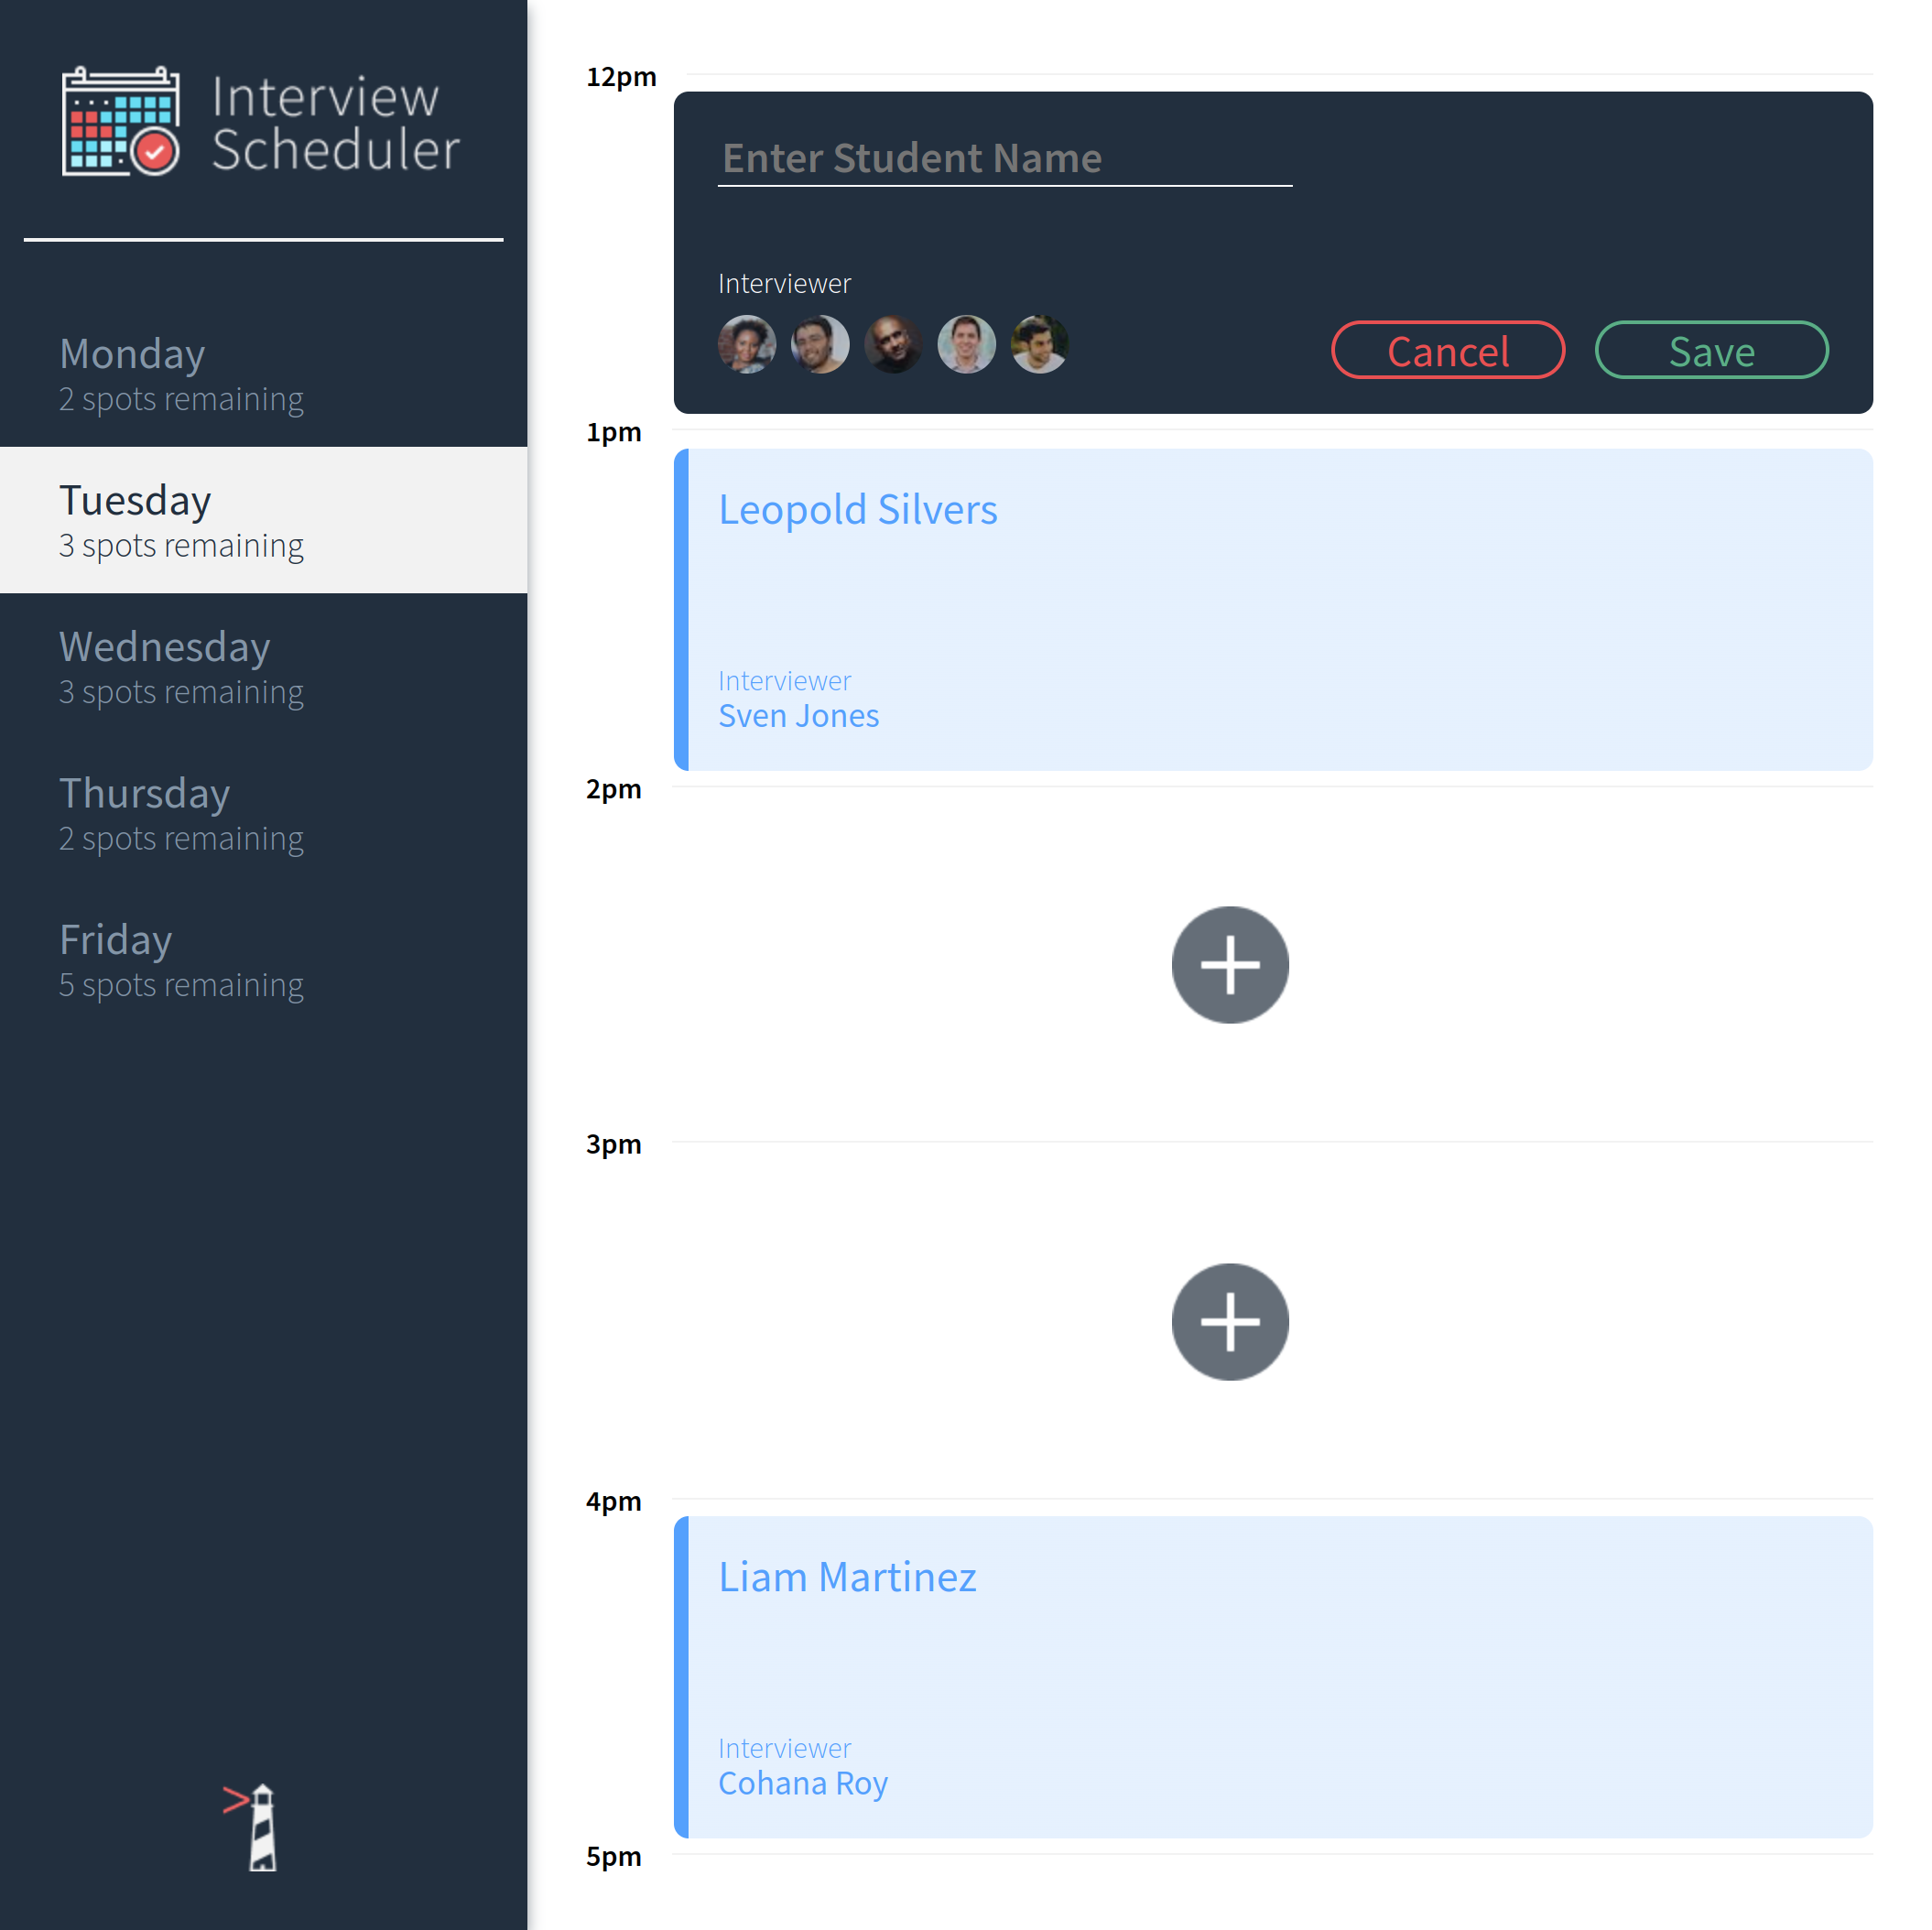 Interview
Scheduler
Monday
2 spots remaining
Tuesday
3 spots remaining
Wednesday
3 spots remaining
Thursday
2 spots remaining
Friday
5 spots remaining
12pm
Enter Student Name
Interviewer
Cancel
Save
1pm
Leopold Silvers
Interviewer
Sven Jones
2pm
3pm
4pm
Liam Martinez
Interviewer
Cohana Roy
5pm